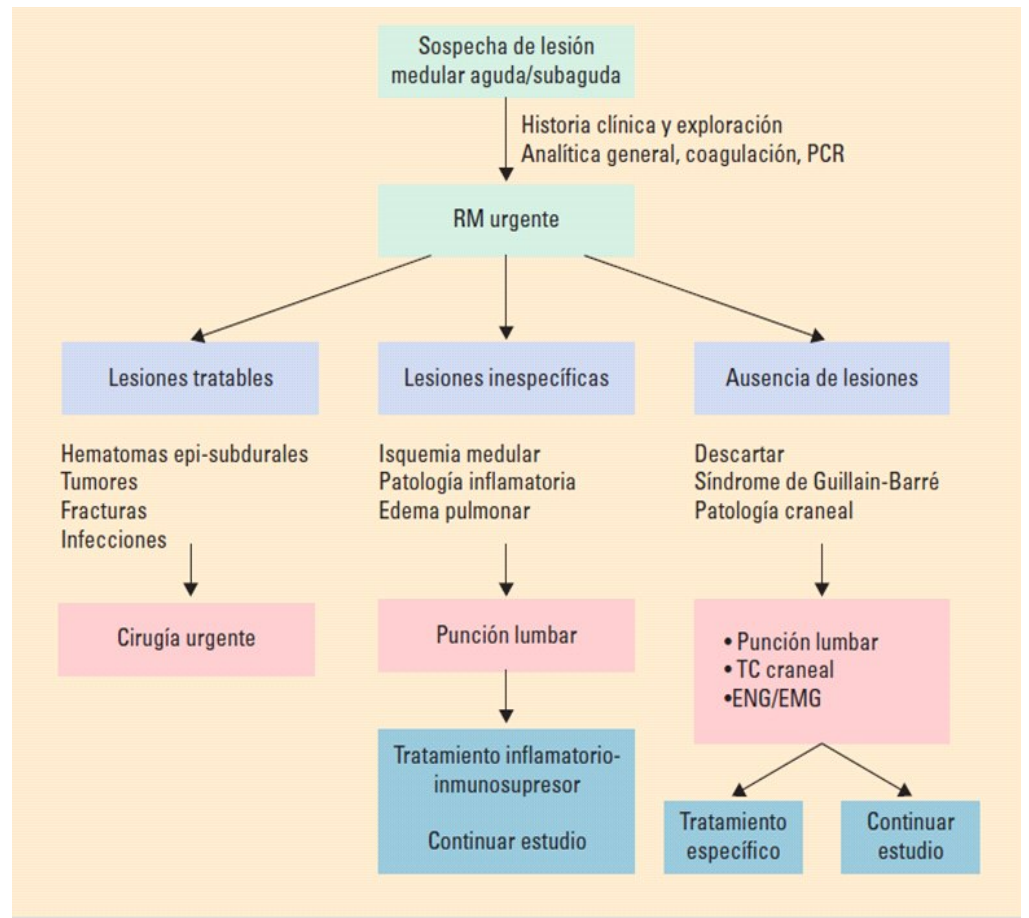 Sospecha de lesión
medular aguda/subaguda
Historia clínica y exploración
Analítica general, coagulación, PCR
RM urgente
Lesiones tratables
Lesiones inespecíficas
Ausencia de lesiones
Hematomas epi-subdurales
Tumores
Fracturas
Infecciones
Isquemia medular
Patología inflamatoria
Edema pulmonar
Descartar
Síndrome de Guillain-Barré
Patología craneal
Cirugía urgente
Punción lumbar
• Punción lumbar
• TC craneal
•ENG/EMG
Tratamiento inflamatorio-
inmunosupresor
Continuar estudio
Tratamiento
específico
Continuar
estudio